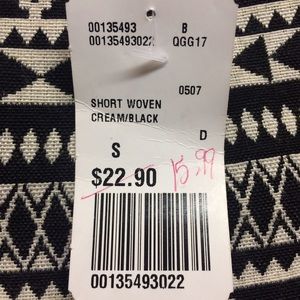 00135493 B
00135493022 QGG17
0507
SHORT WOVEN
CREAM/BLACK
D
S
$22.90 15.99
00135493022